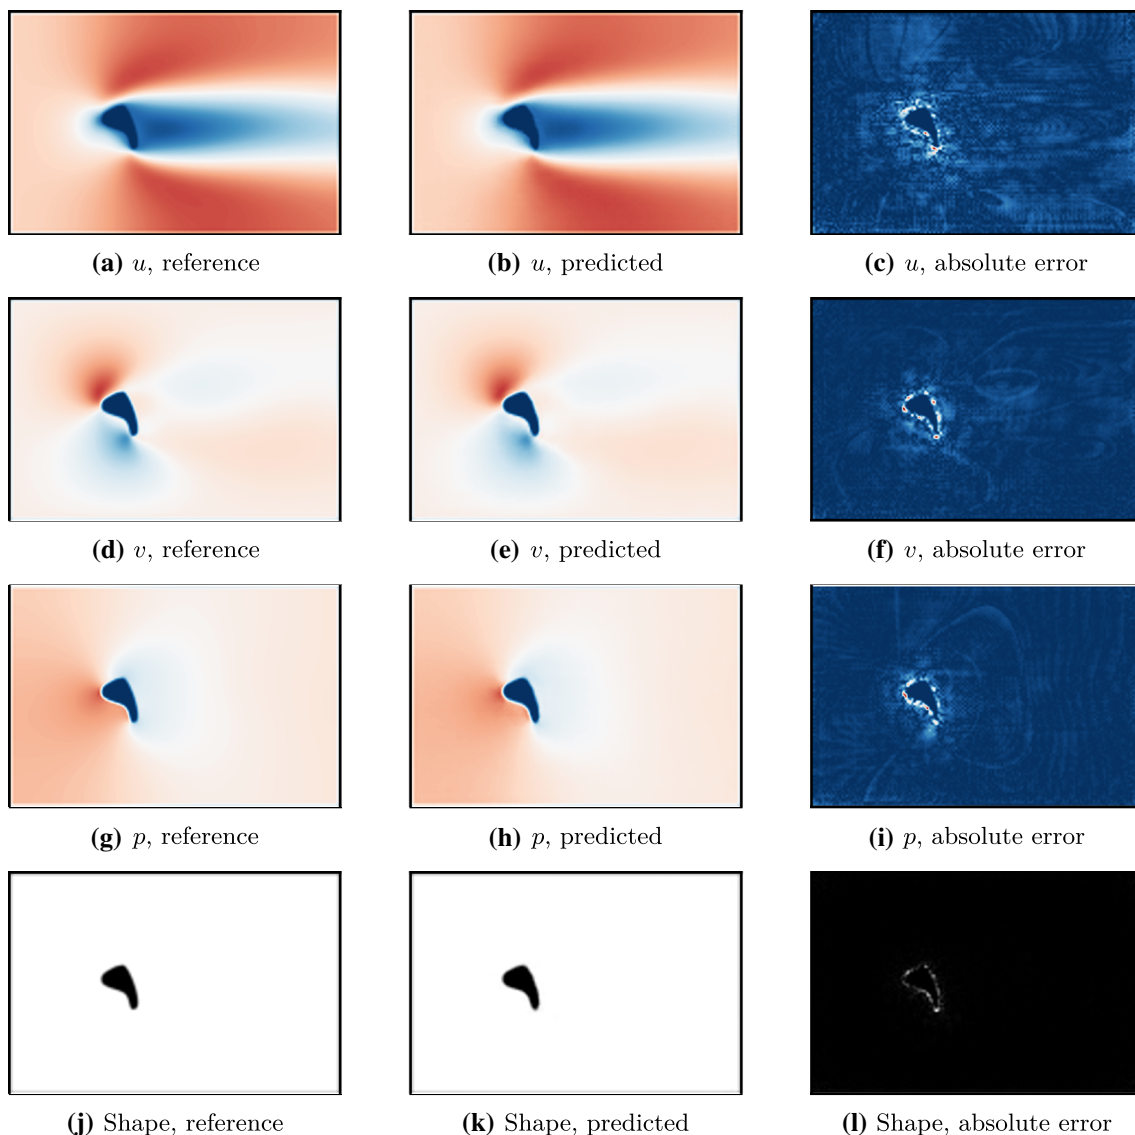 (a) u, reference
(b) u, predicted
(c) u, absolute error
(d) v, reference
(e) v, predicted
(f) v, absolute error
(g) p, reference
(h) p, predicted
(i) p, absolute error
(j) Shape, reference
(k) Shape, predicted
(l) Shape, absolute error